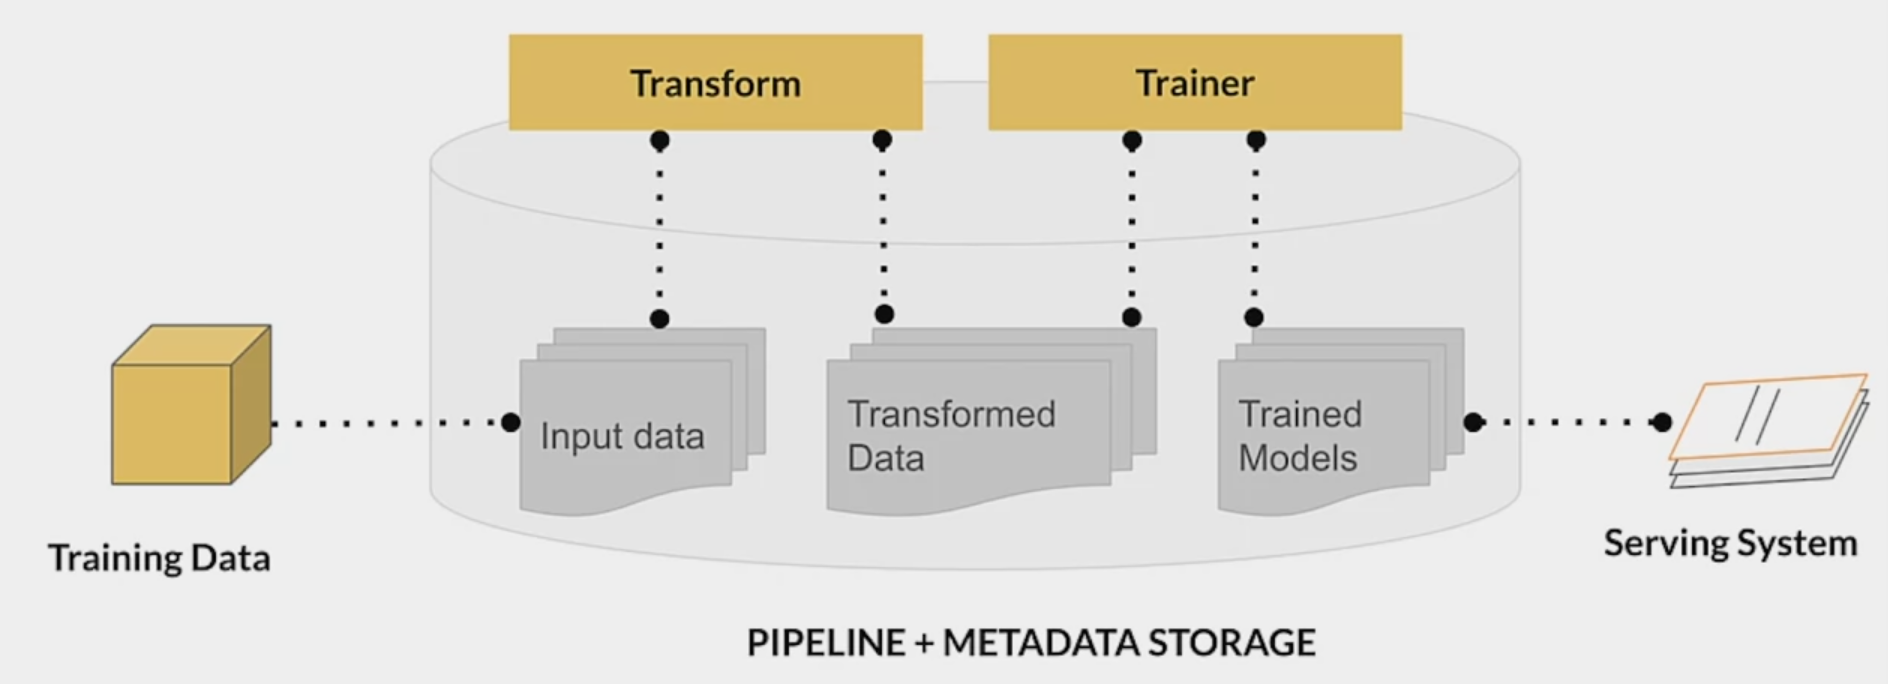 Transform
Trainer
Input data
Transformed
Data
Trained
Models
Training Data
Serving System
PIPELINE + METADATA STORAGE